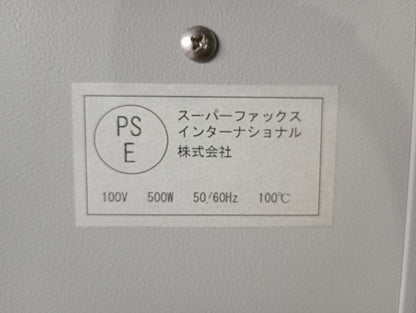 PS
E
スーパーファックス
インターナショナル
株式会社
100V 500W 50/60Hz 100℃